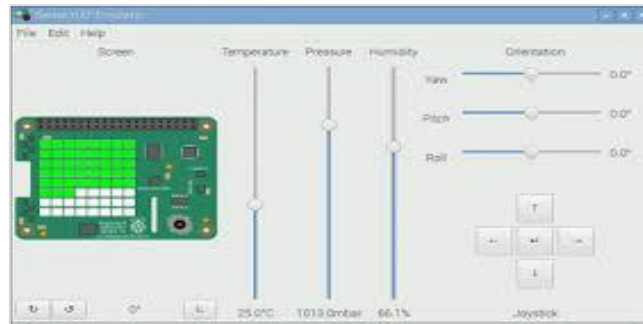 Sense HAT Emulator
File Edit Help
Screen
Temperature
Pressure
Humidity
Orientation
Yaw
0.0°
Pitch
0.0°
Roll
0.0°
↑
← ↵ →
↓
↻ ↺ 0°
25.0°C
1013.0mbar
66.1%
Joystick